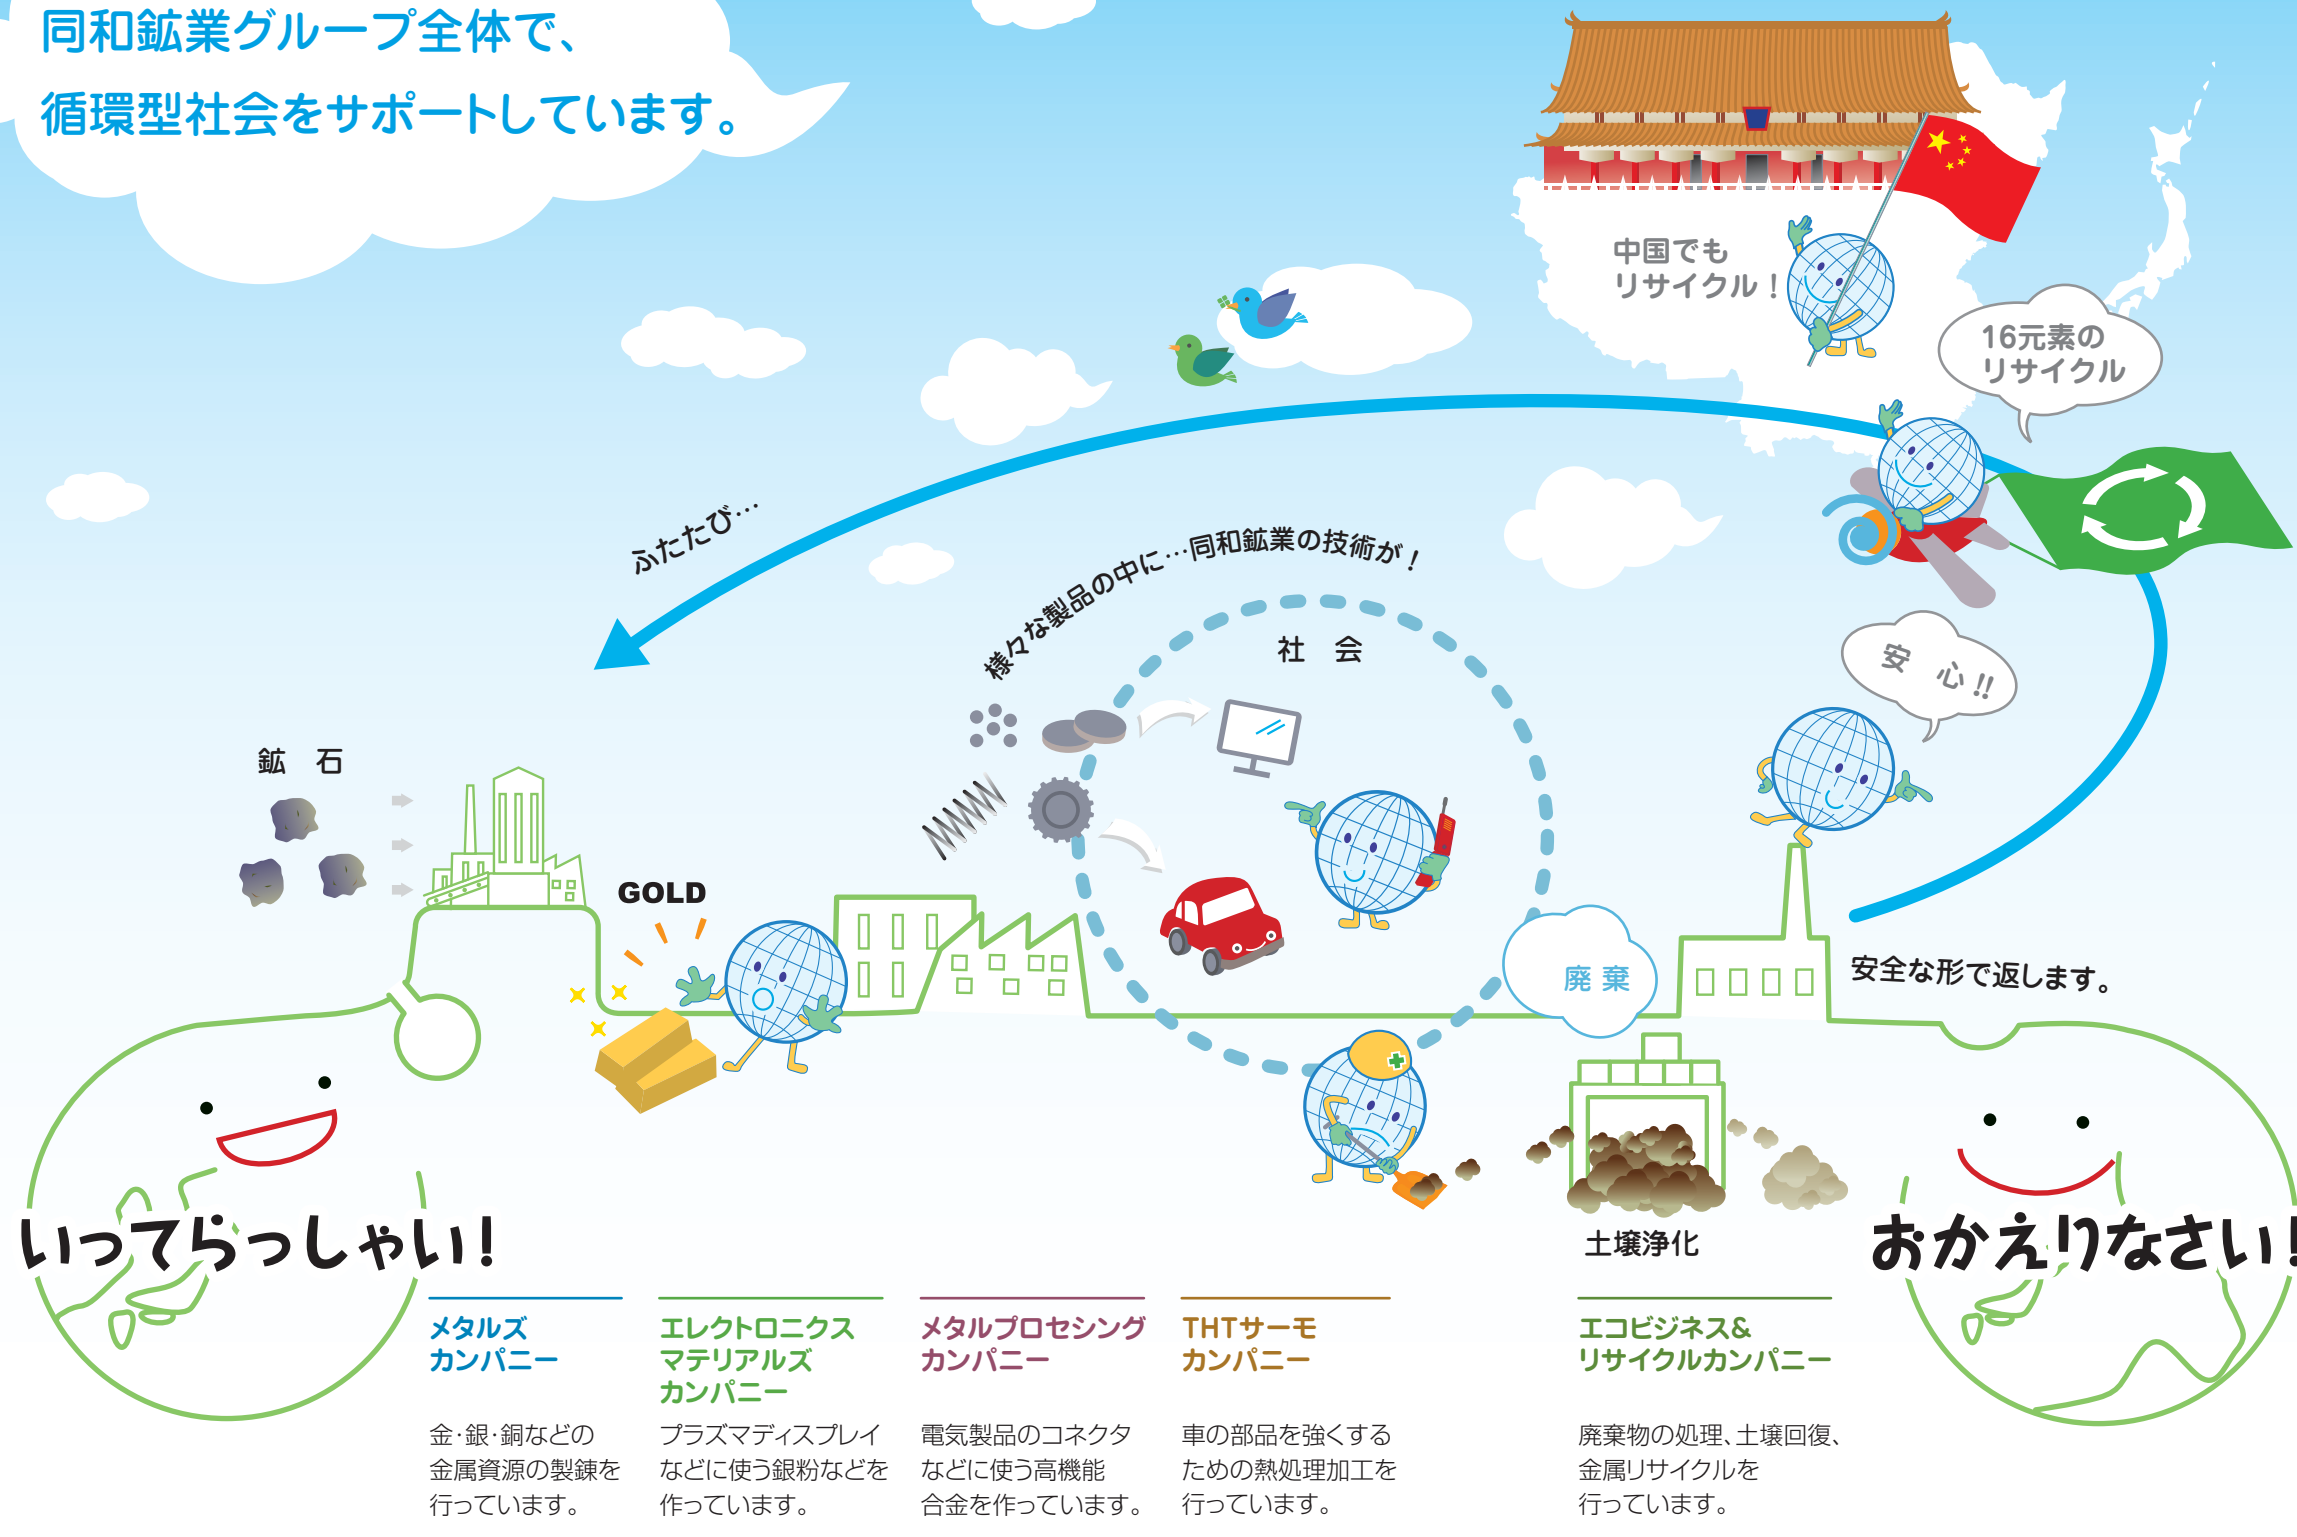 同和鉱業グループ全体で、
循環型社会をサポートしています。
中国でも
リサイクル！
16元素の
リサイクル
ふたたび…
様々な製品の中に…同和鉱業の技術が！
社 会
安 心!!
鉱 石
GOLD
廃 棄
安全な形で返します。
土壌浄化
いってらっしゃい!
おかえりなさい!
メタルズ
カンパニー
金・銀・銅などの
金属資源の製錬を
行っています。
エレクトロニクス
マテリアルズ
カンパニー
プラズマディスプレイ
などに使う銀粉などを
作っています。
メタルプロセシング
カンパニー
電気製品のコネクタ
などに使う高機能
合金を作っています。
THTサーモ
カンパニー
車の部品を強くする
ための熱処理加工を
行っています。
エコビジネス&
リサイクルカンパニー
廃棄物の処理、土壌回復、
金属リサイクルを
行っています。